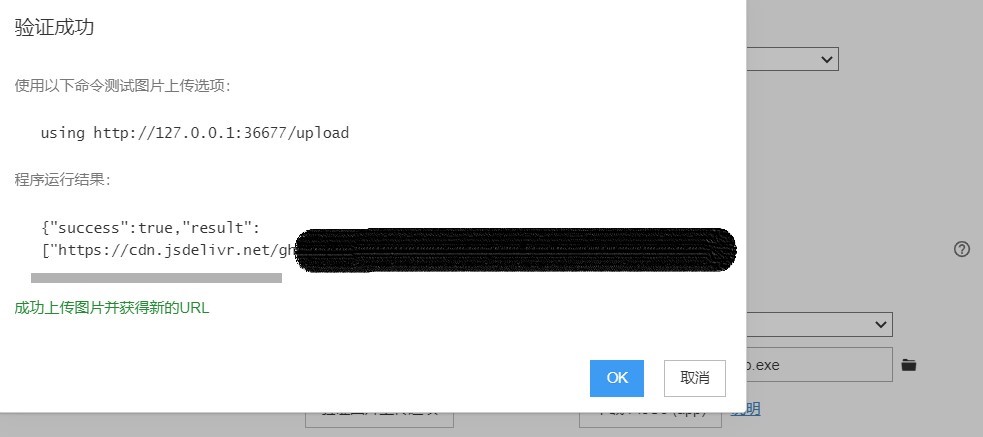 验证成功
使用以下命令测试图片上传选项：
using http://127.0.0.1:36677/upload
程序运行结果：
{"success":true,"result":
["https://cdn.jsdelivr.net/gh
成功上传图片并获得新的URL
.exe
OK
取消
(app)
说明